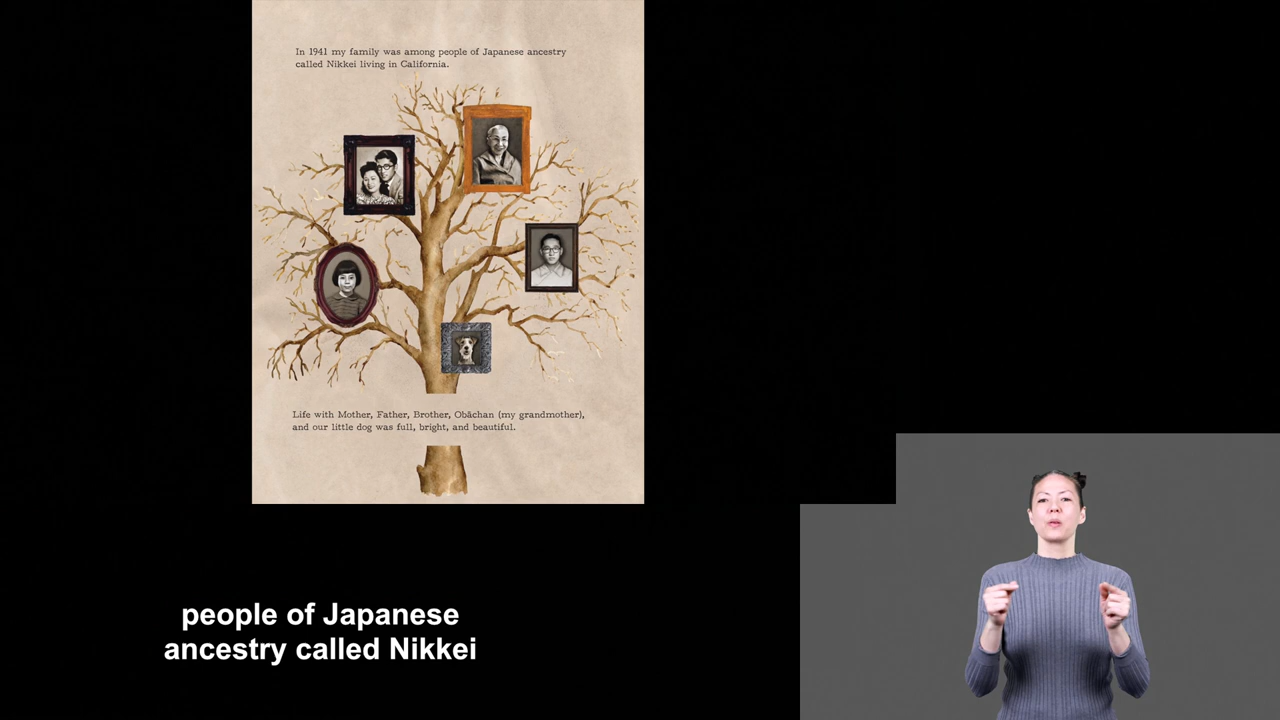 In 1941 my family was among people of Japanese ancestry
called Nikkei living in California.
Life with Mother, Father, Brother, Obāchan (my grandmother),
and our little dog was full, bright, and beautiful.
people of Japanese
ancestry called Nikkei